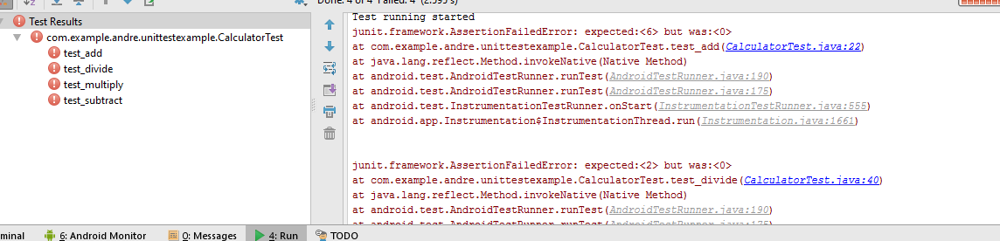 Done: 4 of 4 Failed: 4 (2.595 s)
Test Results
com.example.andre.unittestexample.CalculatorTest
test_add
test_divide
test_multiply
test_subtract
Test running started
junit.framework.AssertionFailedError: expected:<6> but was:<0>
at com.example.andre.unittestexample.CalculatorTest.test_add(CalculatorTest.java:22)
at java.lang.reflect.Method.invokeNative(Native Method)
at android.test.AndroidTestRunner.runTest(AndroidTestRunner.java:190)
at android.test.AndroidTestRunner.runTest(AndroidTestRunner.java:175)
at android.test.InstrumentationTestRunner.onStart(InstrumentationTestRunner.java:555)
at android.app.Instrumentation$InstrumentationThread.run(Instrumentation.java:1661)
junit.framework.AssertionFailedError: expected:<2> but was:<0>
at com.example.andre.unittestexample.CalculatorTest.test_divide(CalculatorTest.java:40)
at java.lang.reflect.Method.invokeNative(Native Method)
at android.test.AndroidTestRunner.runTest(AndroidTestRunner.java:190)
at android.test.AndroidTestRunner.runTest(AndroidTestRunner.java:175)
minal 6: Android Monitor 0: Messages 4: Run TODO